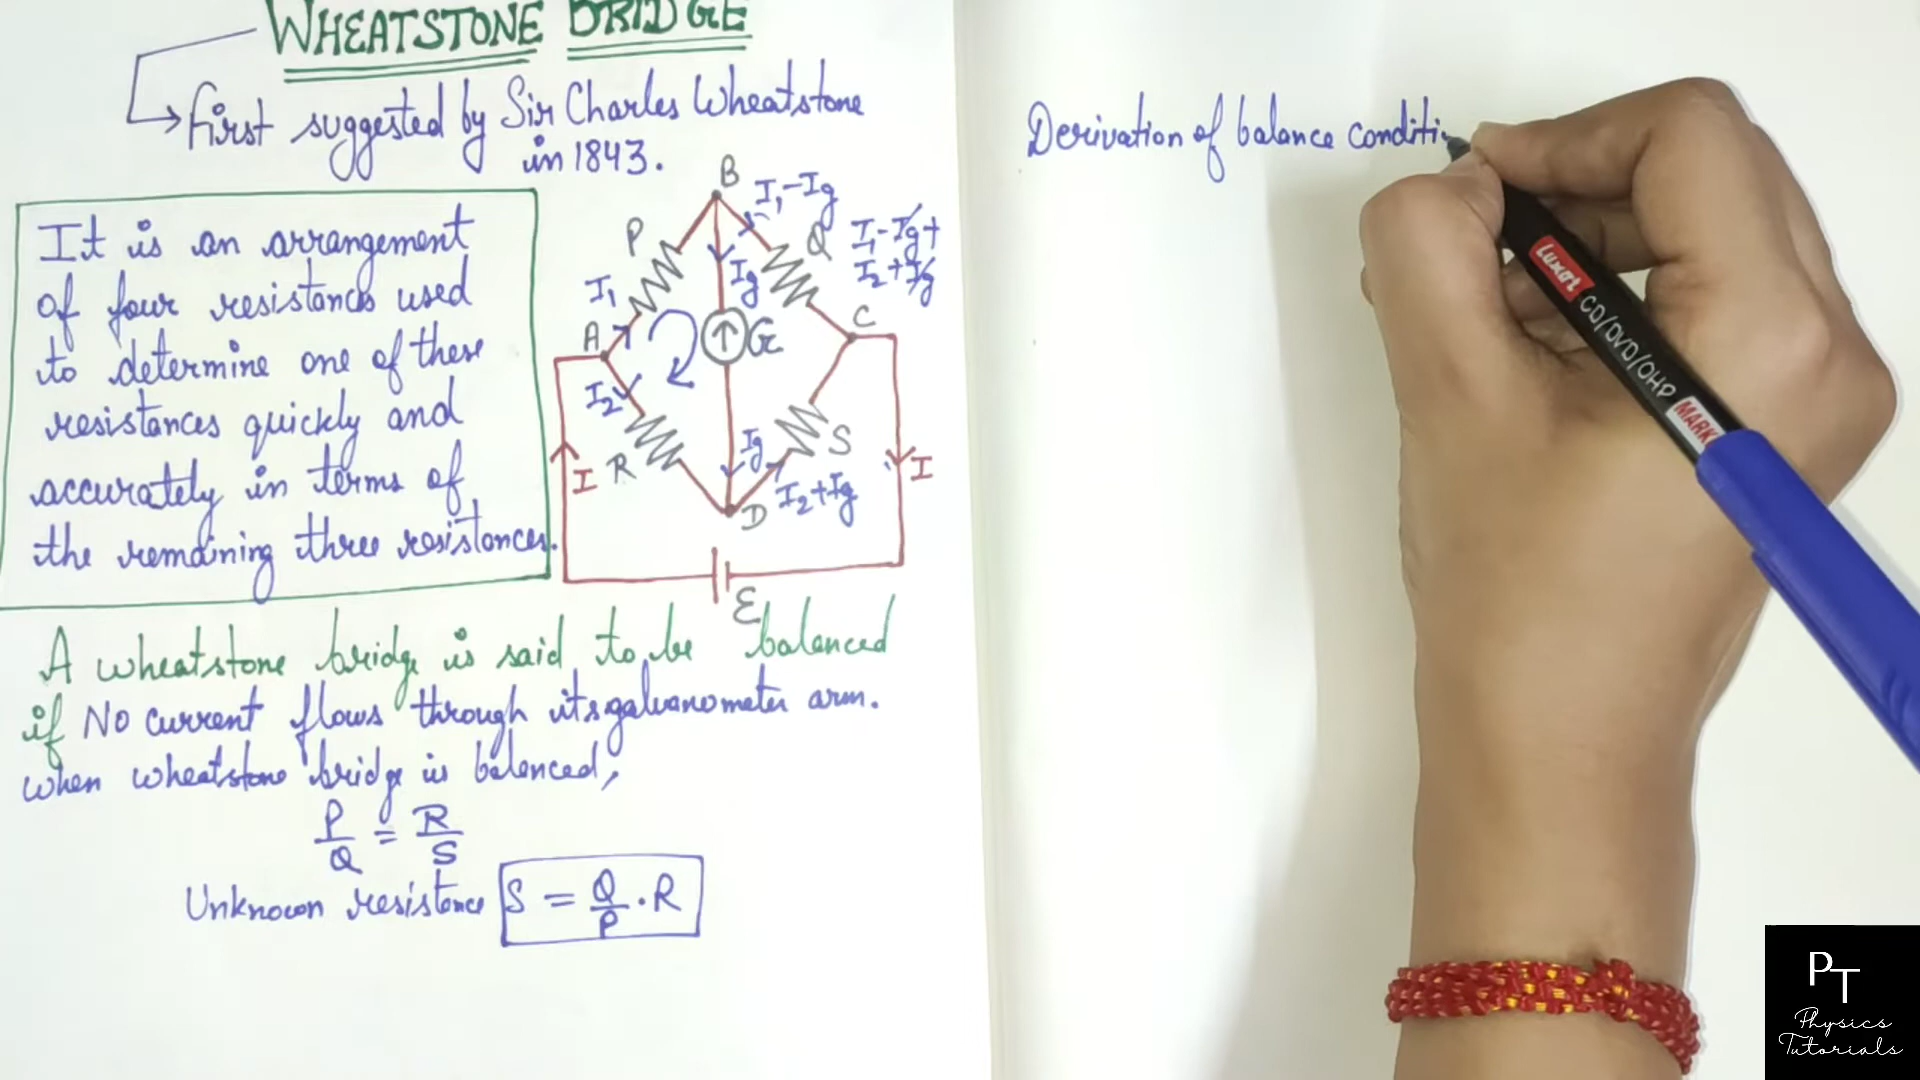 WHEATSTONE BRIDGE
First suggested by Sir Charles Wheatstone
in 1843.
It is an arrangement
of four resistances used
to determine one of these
resistances quickly and
accurately in terms of
the remaining three resistances.
B
I₁-Ig
P
Q
I₁-Ig+
I₂+Ig
I₁
Ig
A
G
C
I₂
R
Ig
S
I
I
D
I₂+Ig
E
A wheatstone bridge is said to be balanced
if NO current flows through its galvanometer arm.
when wheatstone bridge is balanced,
P/Q = R/S
Unknown resistance S = Q/P . R
Derivation of balance conditi
Luxor CD/DVD/OHP MARK
PT
Physics
Tutorials